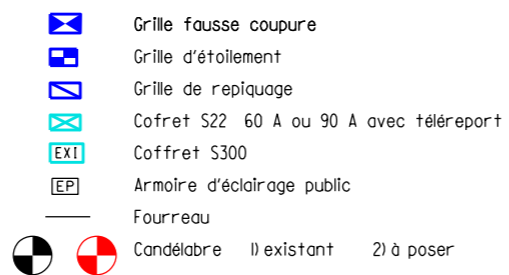 Grille fausse coupure
Grille d'étoilement
Grille de repiquage
Cofret S22 60 A ou 90 A avec téléreport
EXI Coffret S300
EP Armoire d'éclairage public
Fourreau
Candélabre 1) existant 2) à poser